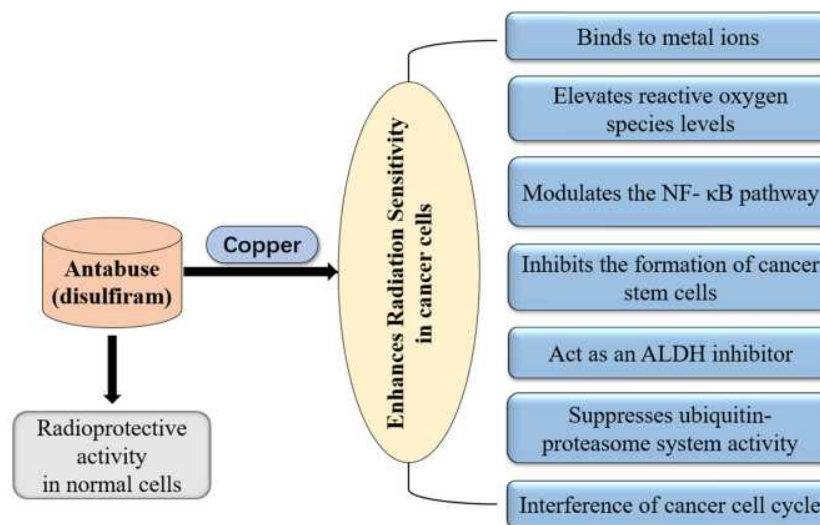 Antabuse
(disulfiram)
Copper
Radioprotective
activity
in normal cells
Enhances Radiation Sensitivity
in cancer cells
Binds to metal ions
Elevates reactive oxygen
species levels
Modulates the NF- κB pathway
Inhibits the formation of cancer
stem cells
Act as an ALDH inhibitor
Suppresses ubiquitin-
proteasome system activity
Interference of cancer cell cycle